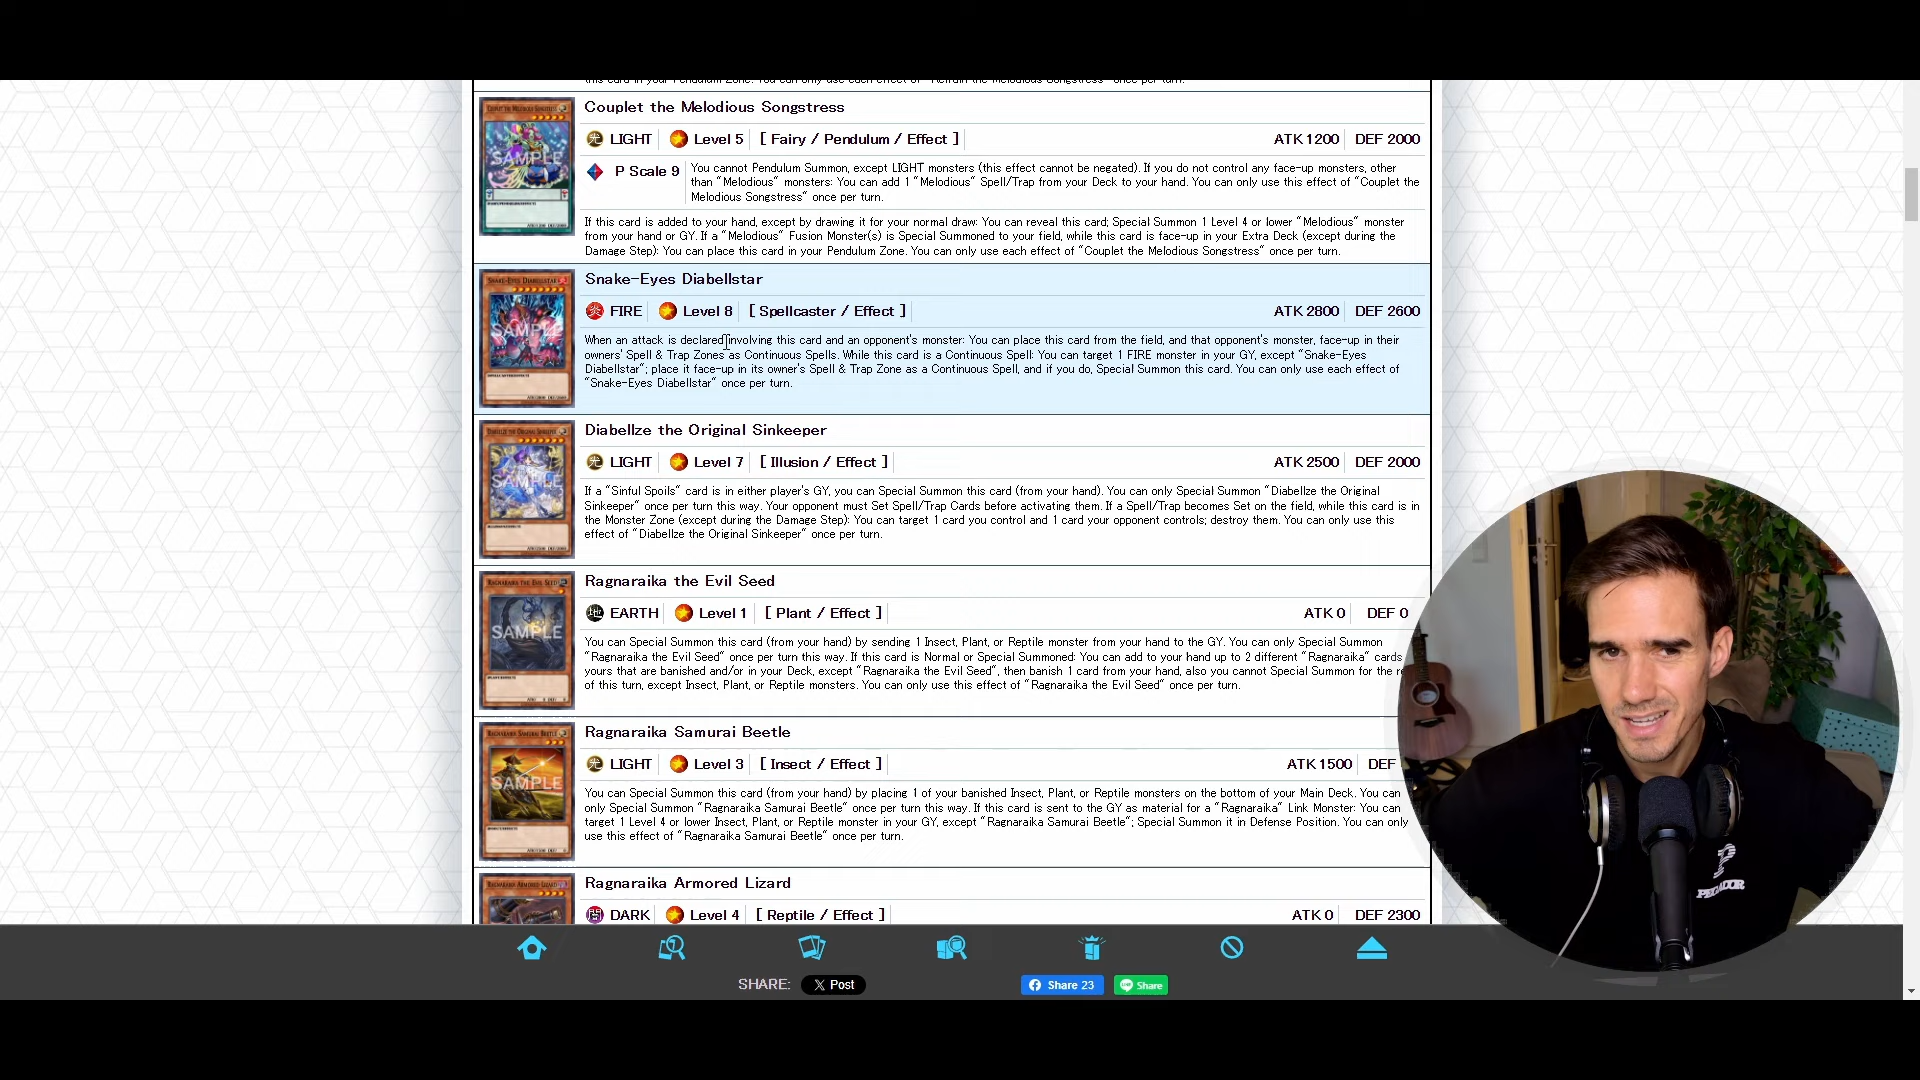 this card in your Pendulum Zone. You can only use each effect of "Refrain the Melodious Songstress" once per turn.
Couplet the Melodious Songstress
LIGHT Level 5 [ Fairy / Pendulum / Effect ] ATK 1200 DEF 2000
P Scale 9
You cannot Pendulum Summon, except LIGHT monsters (this effect cannot be negated). If you do not control any face-up monsters, other
than "Melodious" monsters: You can add 1 "Melodious" Spell/Trap from your Deck to your hand. You can only use this effect of "Couplet the
Melodious Songstress" once per turn.
If this card is added to your hand, except by drawing it for your normal draw: You can reveal this card; Special Summon 1 Level 4 or lower "Melodious" monster
from your hand or GY. If a "Melodious" Fusion Monster(s) is Special Summoned to your field, while this card is face-up in your Extra Deck (except during the
Damage Step): You can place this card in your Pendulum Zone. You can only use each effect of "Couplet the Melodious Songstress" once per turn.
SAMPLE
Snake-Eyes Diabellstar
FIRE Level 8 [ Spellcaster / Effect ] ATK 2800 DEF 2600
When an attack is declared involving this card and an opponent's monster: You can place this card from the field, and that opponent's monster, face-up in their
owners' Spell & Trap Zones as Continuous Spells. While this card is a Continuous Spell: You can target 1 FIRE monster in your GY, except "Snake-Eyes
Diabellstar"; place it face-up in its owner's Spell & Trap Zone as a Continuous Spell, and if you do, Special Summon this card. You can only use each effect of
"Snake-Eyes Diabellstar" once per turn.
SAMPLE
Diabellze the Original Sinkeeper
LIGHT Level 7 [ Illusion / Effect ] ATK 2500 DEF 2000
If a "Sinful Spoils" card is in either player's GY, you can Special Summon this card (from your hand). You can only Special Summon "Diabellze the Original
Sinkeeper" once per turn this way. Your opponent must Set Spell/Trap Cards before activating them. If a Spell/Trap becomes Set on the field, while this card is in
the Monster Zone (except during the Damage Step): You can target 1 card you control and 1 card your opponent controls; destroy them. You can only use this
effect of "Diabellze the Original Sinkeeper" once per turn.
SAMPLE
Ragnaraika the Evil Seed
EARTH Level 1 [ Plant / Effect ] ATK 0 DEF 0
You can Special Summon this card (from your hand) by sending 1 Insect, Plant, or Reptile monster from your hand to the GY. You can only Special Summon
"Ragnaraika the Evil Seed" once per turn this way. If this card is Normal or Special Summoned: You can add to your hand up to 2 different "Ragnaraika" cards
yours that are banished and/or in your Deck, except "Ragnaraika the Evil Seed", then banish 1 card from your hand, also you cannot Special Summon for the
of this turn, except Insect, Plant, or Reptile monsters. You can only use this effect of "Ragnaraika the Evil Seed" once per turn.
SAMPLE
Ragnaraika Samurai Beetle
LIGHT Level 3 [ Insect / Effect ] ATK 1500 DEF
You can Special Summon this card (from your hand) by placing 1 of your banished Insect, Plant, or Reptile monsters on the bottom of your Main Deck. You can
only Special Summon "Ragnaraika Samurai Beetle" once per turn this way. If this card is sent to the GY as material for a "Ragnaraika" Link Monster: You can
target 1 Level 4 or lower Insect, Plant, or Reptile monster in your GY, except "Ragnaraika Samurai Beetle"; Special Summon it in Defense Position. You can only
use this effect of "Ragnaraika Samurai Beetle" once per turn.
SAMPLE
Ragnaraika Armored Lizard
DARK Level 4 [ Reptile / Effect ] ATK 0 DEF 2300
SHARE: Post Share 23 Share